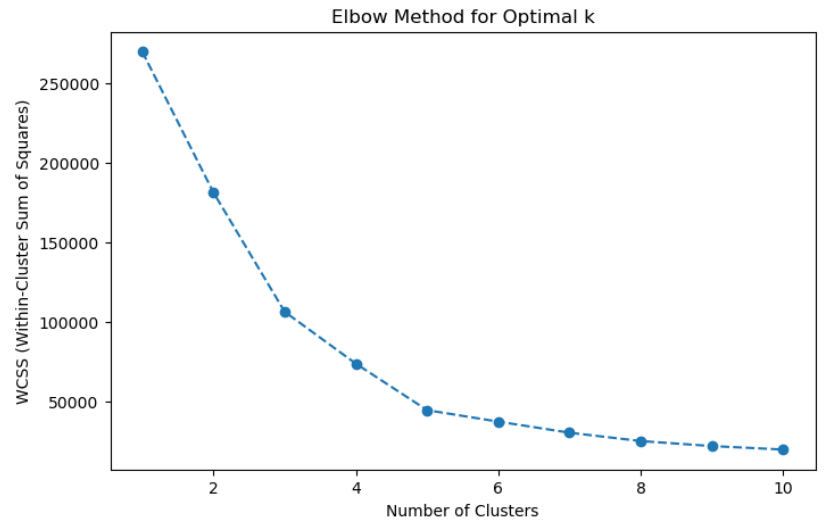 Elbow Method for Optimal k
WCSS (Within-Cluster Sum of Squares)
250000
200000
150000
100000
50000
2 4 6 8 10
Number of Clusters